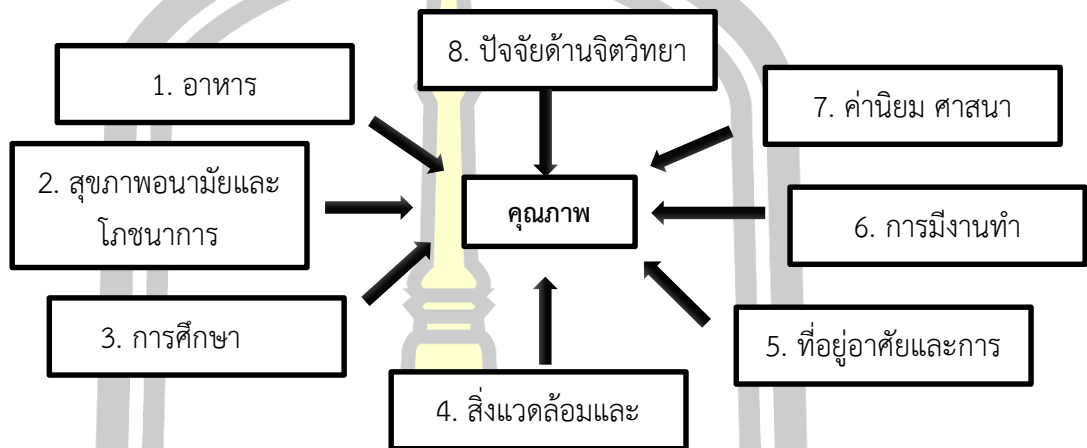 1. อาหาร
2. สุขภาพอนามัยและ
โภชนาการ
3. การศึกษา
4. สิ่งแวดล้อมและ
5. ที่อยู่อาศัยและการ
6. การมีงานทำ
7. ค่านิยม ศาสนา
8. ปัจจัยด้านจิตวิทยา
คุณภาพ